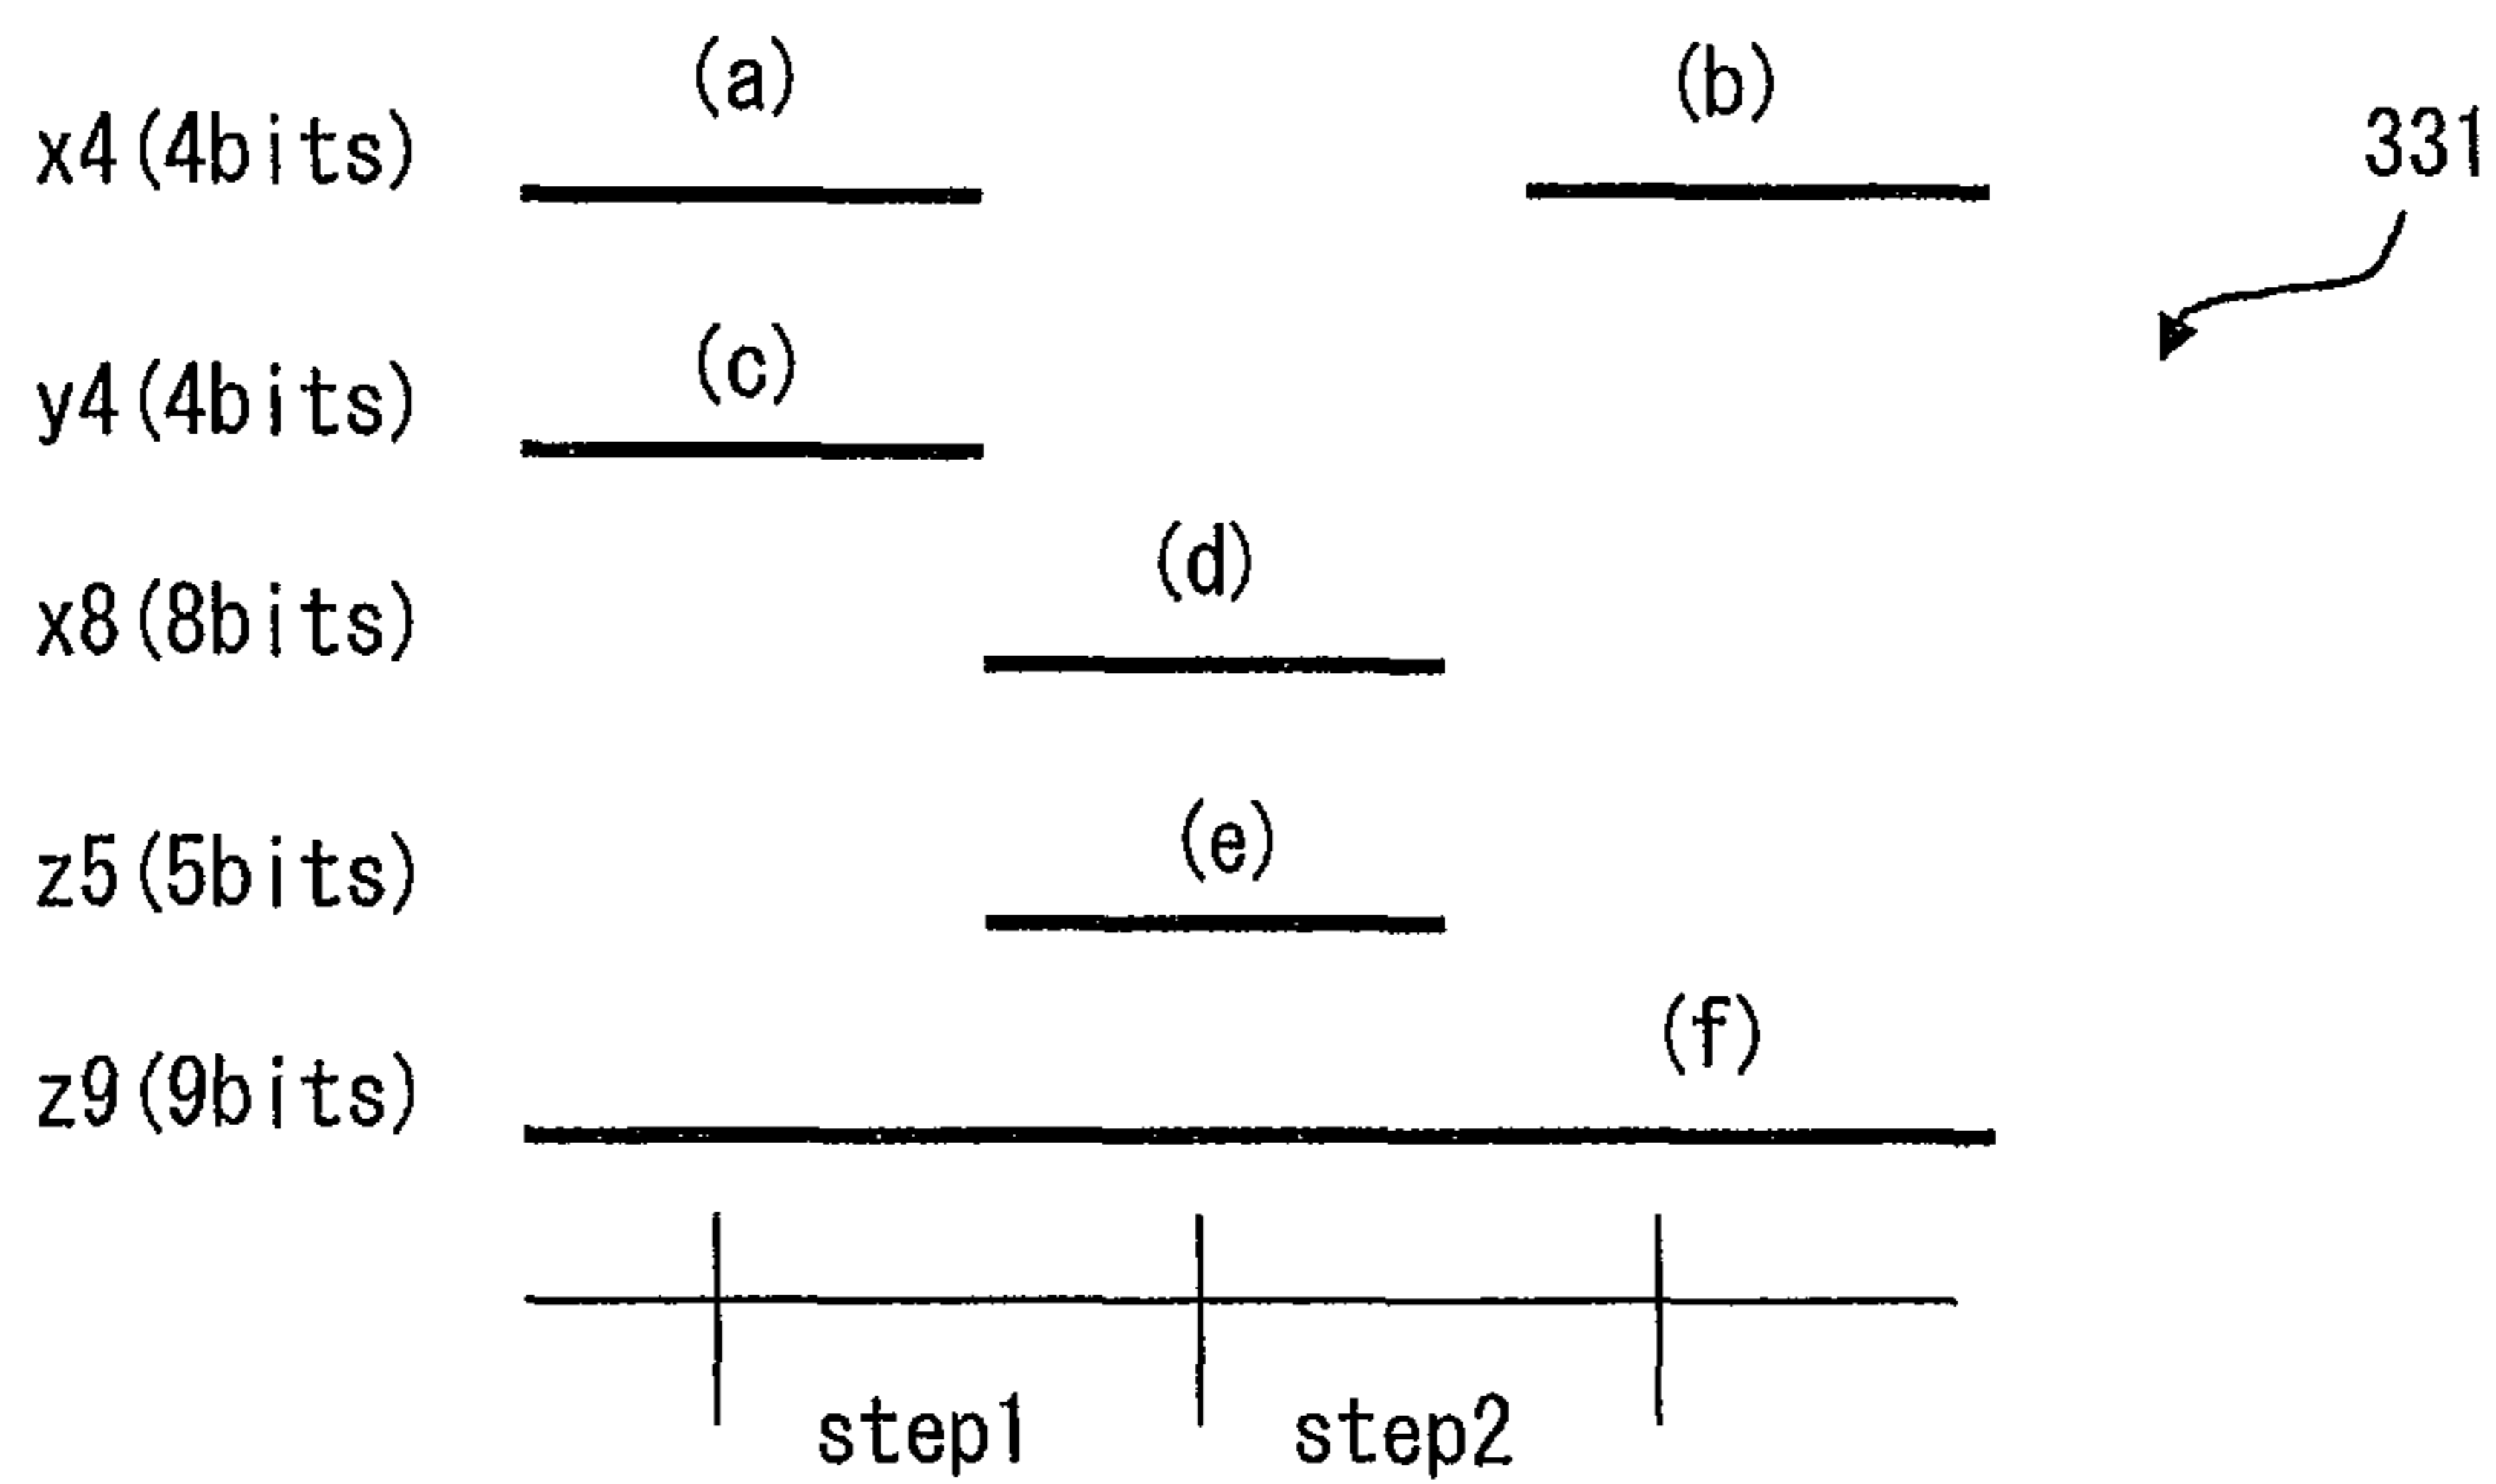 (a) (b)
x4(4bits) 331
(c)
y4(4bits)
(d)
x8(8bits)
(e)
z5(5bits)
(f)
z9(9bits)
step1 step2